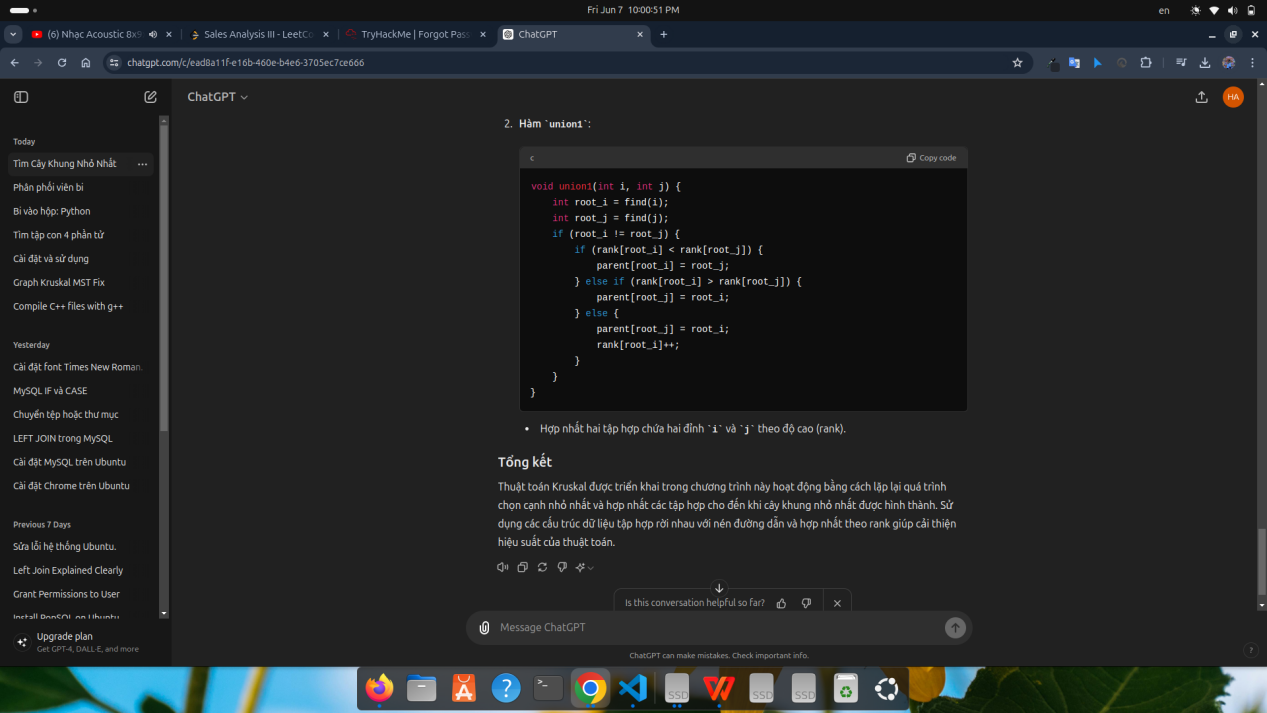 Fri Jun 7 10:00:51 PM
en
(6) Nhạc Acoustic 8x9
Sales Analysis III - LeetCo
TryHackMe | Forgot Pass
ChatGPT
chatgpt.com/c/ead8a11f-e16b-460e-b4e6-3705ec7ce666
ChatGPT
HA
Today
Tìm Cây Khung Nhỏ Nhất
Phân phối viên bi
Bi vào hộp: Python
Tìm tập con 4 phần tử
Cài đặt và sử dụng
Graph Kruskal MST Fix
Compile C++ files with g++
Yesterday
Cài đặt font Times New Roman.
MySQL IF và CASE
Chuyển tệp hoặc thư mục
LEFT JOIN trong MySQL
Cài đặt MySQL trên Ubuntu
Cài đặt Chrome trên Ubuntu
Previous 7 Days
Sửa lỗi hệ thống Ubuntu.
Left Join Explained Clearly
Grant Permissions to User
Install PopSQL on Ubuntu
Upgrade plan
Get GPT-4, DALL-E, and more
2. Hàm `union1`:
c
Copy code
void union1(int i, int j) {
int root_i = find(i);
int root_j = find(j);
if (root_i != root_j) {
if (rank[root_i] < rank[root_j]) {
parent[root_i] = root_j;
} else if (rank[root_i] > rank[root_j]) {
parent[root_j] = root_i;
} else {
parent[root_j] = root_i;
rank[root_i]++;
}
}
}
• Hợp nhất hai tập hợp chứa hai đỉnh `i` và `j` theo độ cao (rank).
Tổng kết
Thuật toán Kruskal được triển khai trong chương trình này hoạt động bằng cách lặp lại quá trình
chọn cạnh nhỏ nhất và hợp nhất các tập hợp cho đến khi cây khung nhỏ nhất được hình thành. Sử
dụng các cấu trúc dữ liệu tập hợp rời nhau với nén đường dẫn và hợp nhất theo rank giúp cải thiện
hiệu suất của thuật toán.
Is this conversation helpful so far?
Message ChatGPT
ChatGPT can make mistakes. Check important info.
?
SSD
SSD
SSD